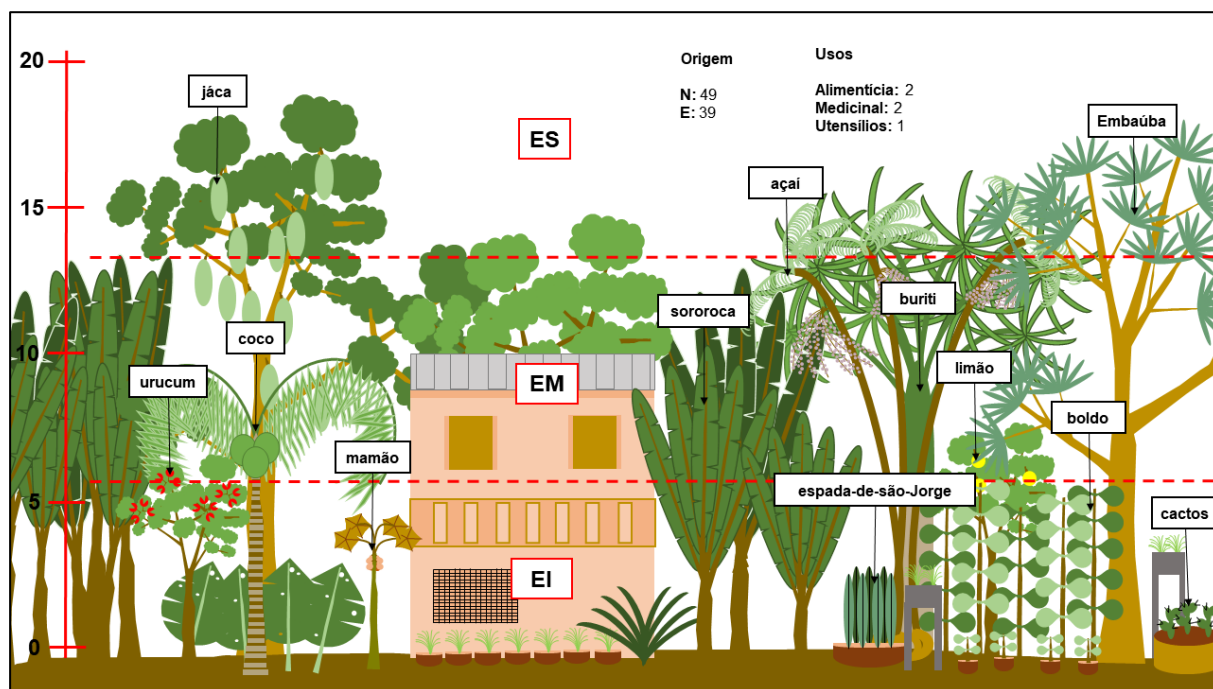 20
15
10
5
0
Origem
N: 49
E: 39
Usos
Alimentícia: 2
Medicinal: 2
Utensílios: 1
jáca
ES
Embaúba
açaí
sororoca
buriti
coco
urucum
EM
limão
boldo
mamão
espada-de-são-Jorge
cactos
EI